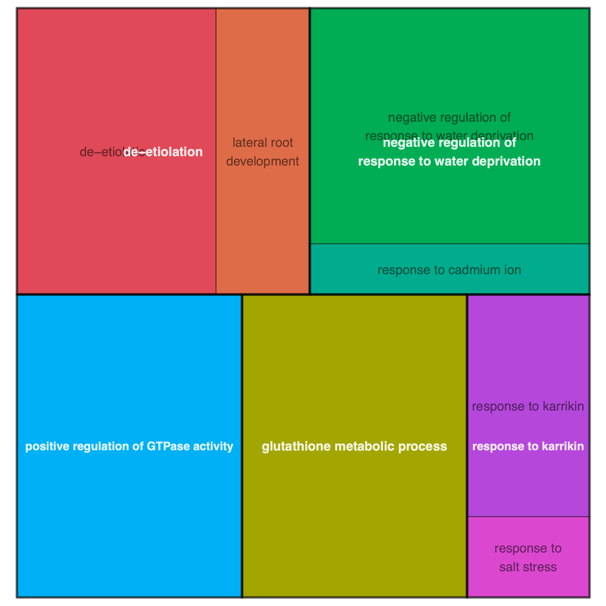 de–etiolation
de–etiolation
lateral root
development
negative regulation of
response to water deprivation
negative regulation of
response to water deprivation
response to cadmium ion
positive regulation of GTPase activity
glutathione metabolic process
response to karrikin
response to karrikin
response to
salt stress